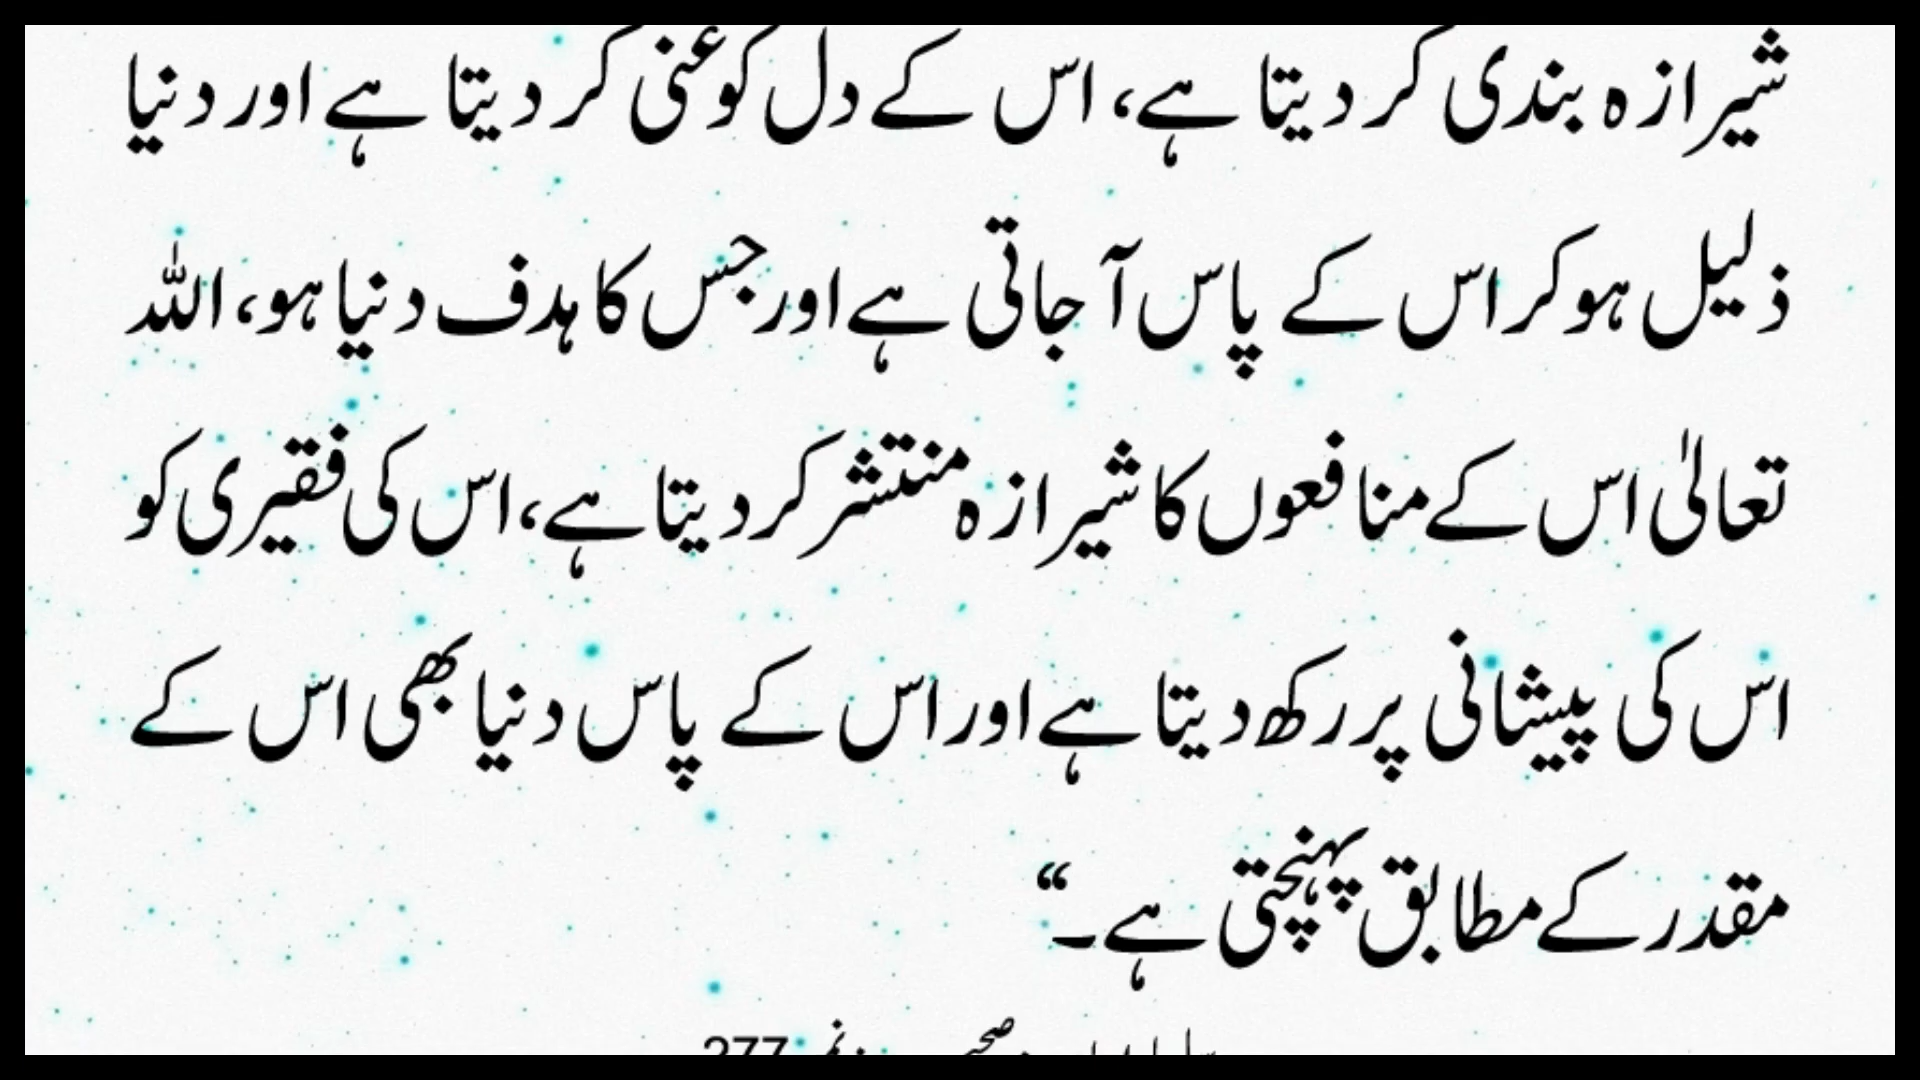 شیرازہ بندی کر دیتا ہے، اس کے دل کو غنی کر دیتا ہے اور دنیا
ذلیل ہو کر اس کے پاس آ جاتی ہے اور جس کا ہدف دنیا ہو، اللہ
تعالیٰ اس کے منافعوں کا شیرازہ منتشر کر دیتا ہے، اس کی فقیری کو
اس کی پیشانی پر رکھ دیتا ہے اور اس کے پاس دنیا بھی اس کے
مقدر کے مطابق پہنچتی ہے۔“